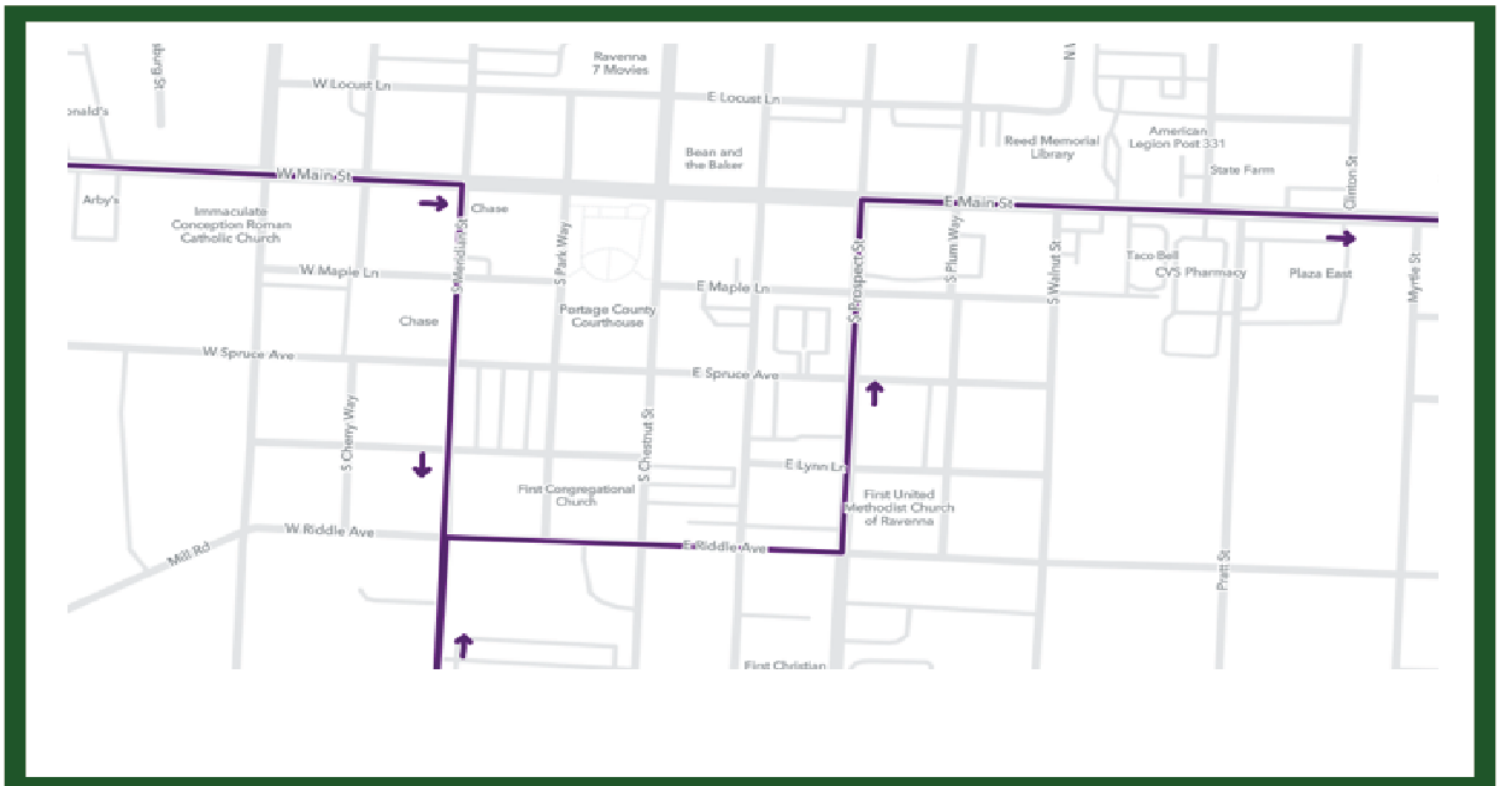 Ravenna
7 Movies
W Locust Ln
E Locust Ln
Bean and
the Baker
Reed Memorial
Library
American
Legion Post 331
State Farm
Clinton St
W Main St
Arby's
Immaculate
Conception Roman
Catholic Church
Chase
E Main St
S Meridian St
S Park Way
S Prospect St
S Plum Way
S Walnut St
Taco Bell
CVS Pharmacy
Plaza East
Myrtle St
W Maple Ln
E Maple Ln
Portage County
Courthouse
Chase
W Spruce Ave
E Spruce Ave
S Cherry Way
S Chestnut St
E Lynn Ln
First Congregational
Church
First United
Methodist Church
of Ravenna
W Riddle Ave
E Riddle Ave
Mill Rd
Pratt St
First Christian